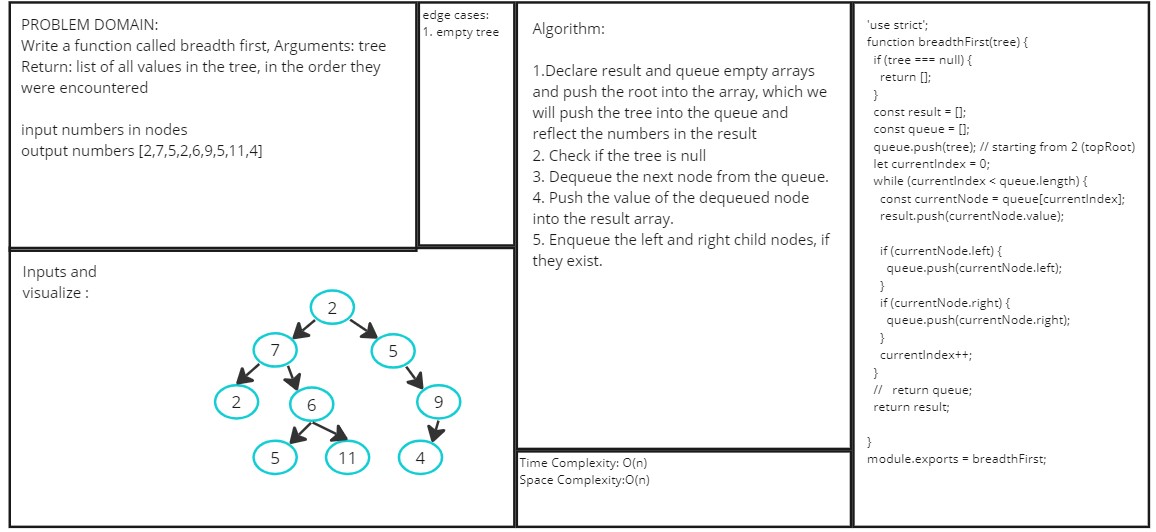 PROBLEM DOMAIN:
Write a function called breadth first, Arguments: tree
Return: list of all values in the tree, in the order they
were encountered
input numbers in nodes
output numbers [2,7,5,2,6,9,5,11,4]
edge cases:
1. empty tree
Inputs and
visualize :
2
7
5
2
6
9
5
11
4
Algorithm:
1.Declare result and queue empty arrays
and push the root into the array, which we
will push the tree into the queue and
reflect the numbers in the result
2. Check if the tree is null
3. Dequeue the next node from the queue.
4. Push the value of the dequeued node
into the result array.
5. Enqueue the left and right child nodes, if
they exist.
Time Complexity: O(n)
Space Complexity:O(n)
'use strict';
function breadthFirst(tree) {
if (tree === null) {
return [];
}
const result = [];
const queue = [];
queue.push(tree); // starting from 2 (topRoot)
let currentIndex = 0;
while (currentIndex < queue.length) {
const currentNode = queue[currentIndex];
result.push(currentNode.value);
if (currentNode.left) {
queue.push(currentNode.left);
}
if (currentNode.right) {
queue.push(currentNode.right);
}
currentIndex++;
}
// return queue;
return result;
}
module.exports = breadthFirst;